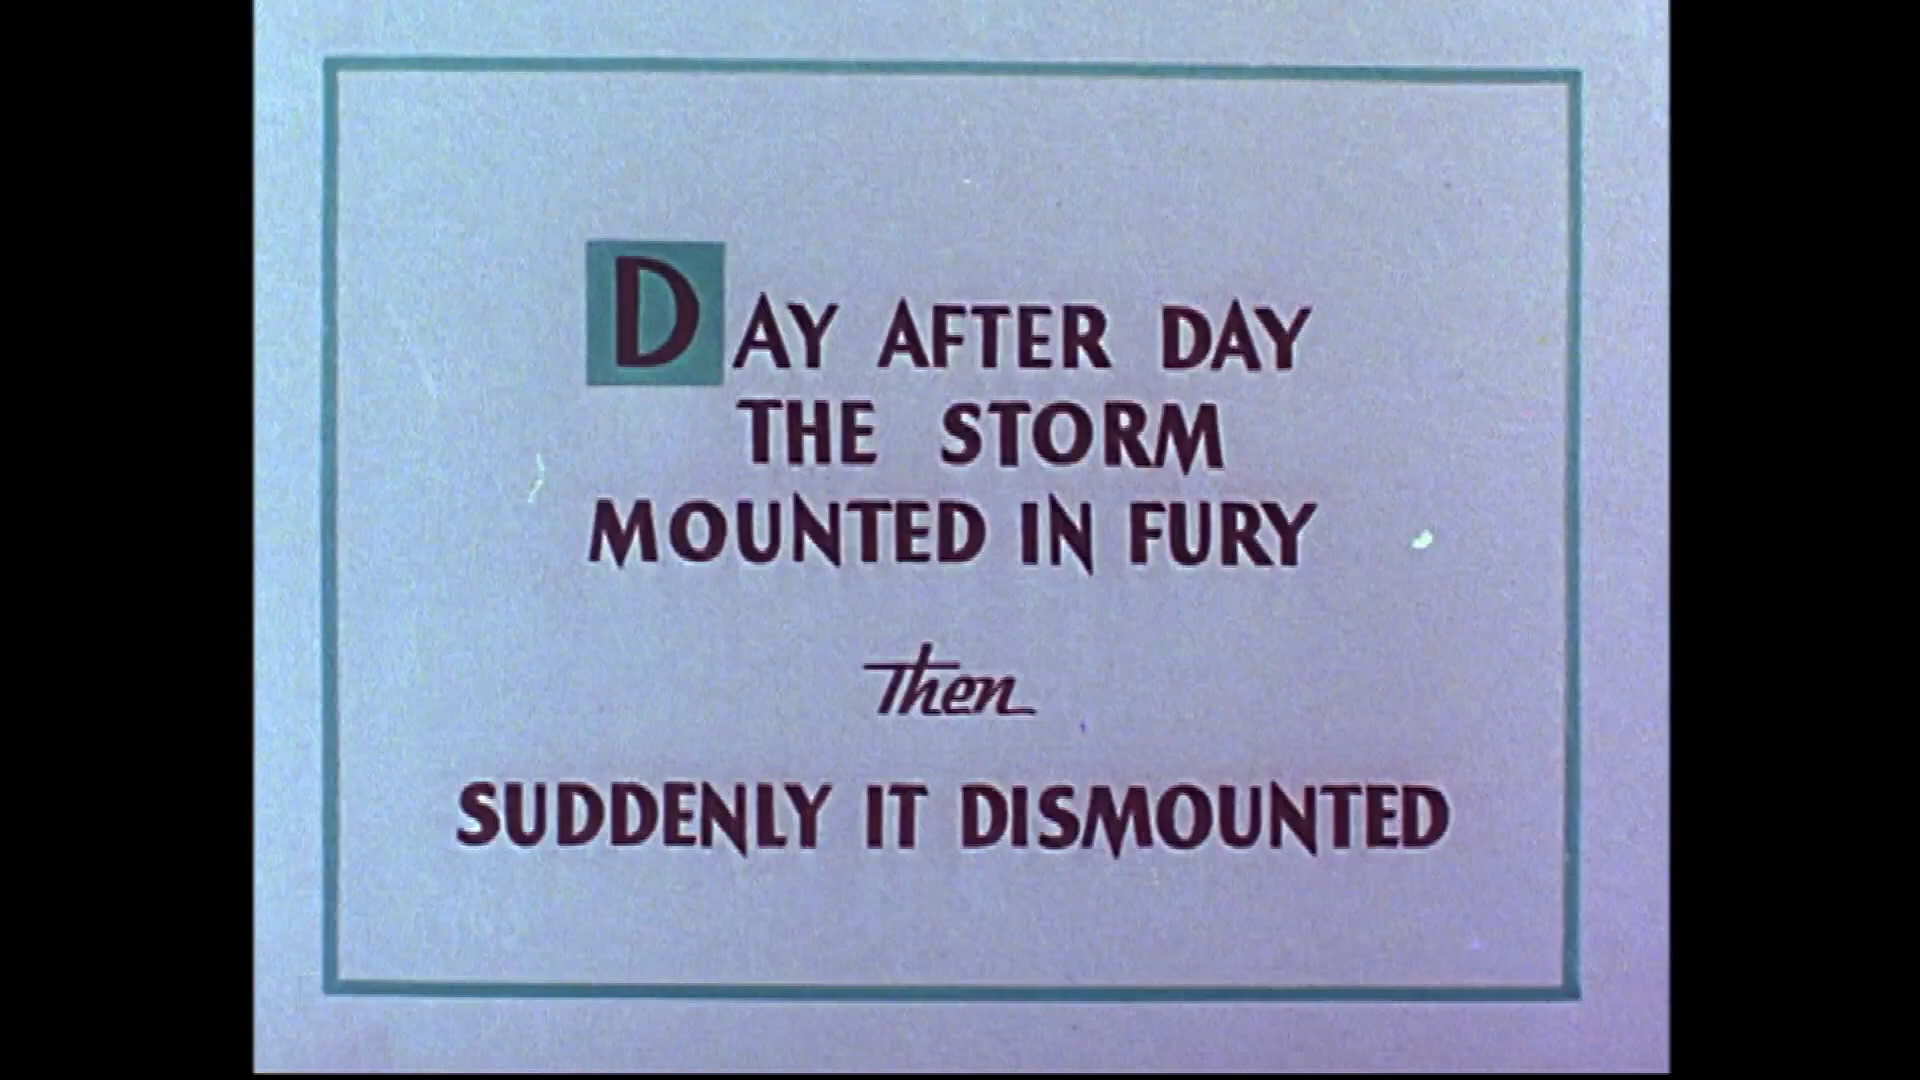 DAY AFTER DAY
THE STORM
MOUNTED IN FURY
Then
SUDDENLY IT DISMOUNTED